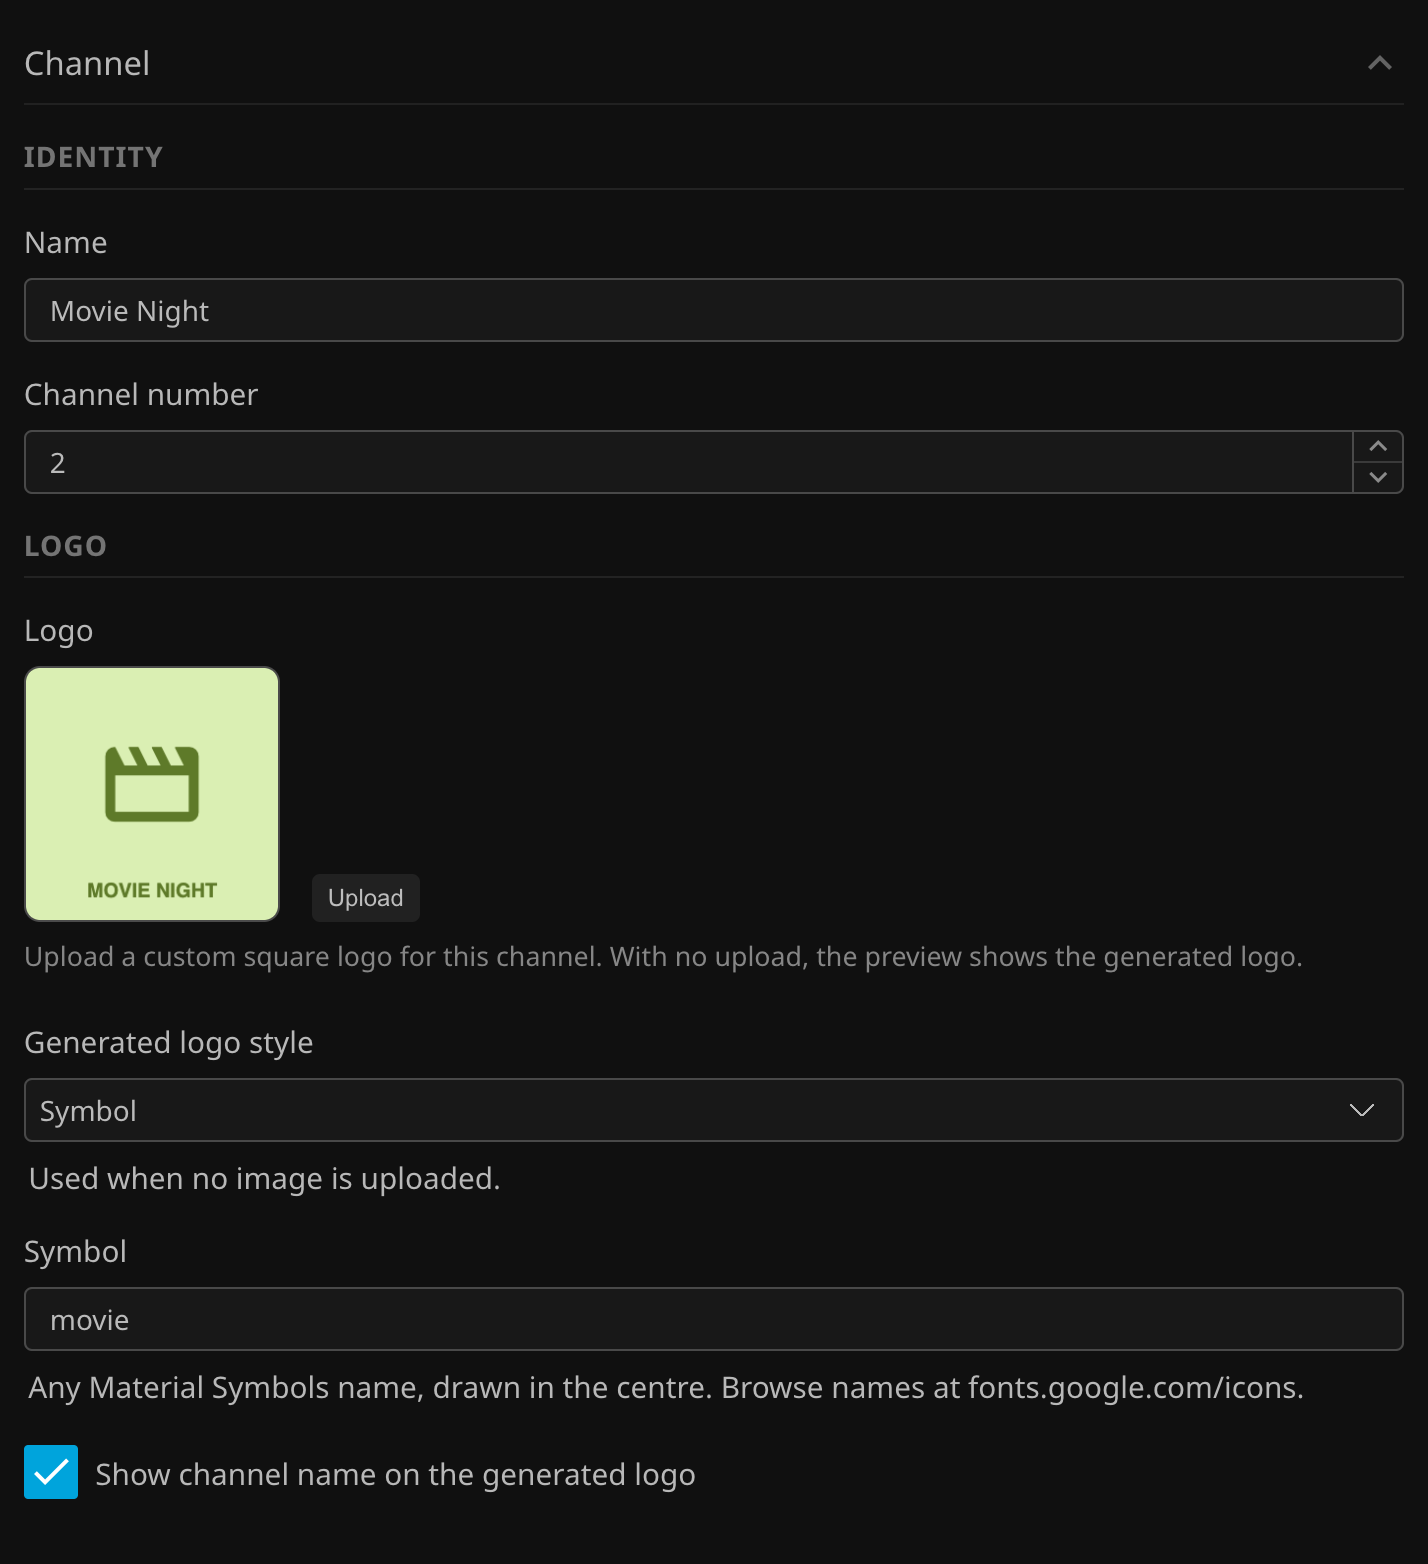 Channel
IDENTITY
Name
Movie Night
Channel number
2
LOGO
Logo
MOVIE NIGHT
Upload
Upload a custom square logo for this channel. With no upload, the preview shows the generated logo.
Generated logo style
Symbol
Used when no image is uploaded.
Symbol
movie
Any Material Symbols name, drawn in the centre. Browse names at fonts.google.com/icons.
Show channel name on the generated logo